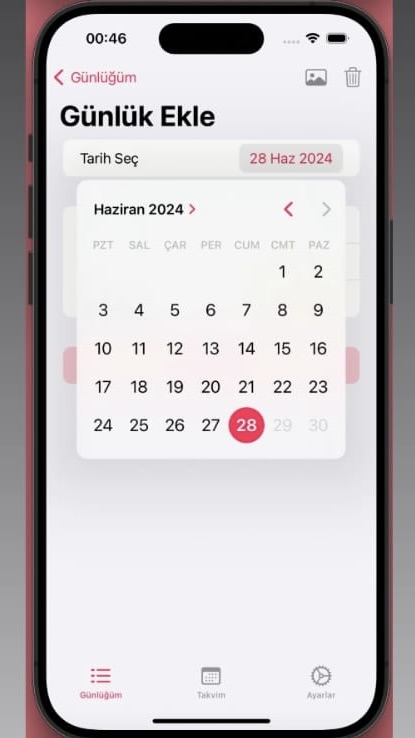 00:46
Günlüğüm
Günlük Ekle
Tarih Seç 28 Haz 2024
Haziran 2024
PZT SAL ÇAR PER CUM CMT PAZ
1 2
3 4 5 6 7 8 9
10 11 12 13 14 15 16
17 18 19 20 21 22 23
24 25 26 27 28 29 30
Günlüğüm Takvim Ayarlar